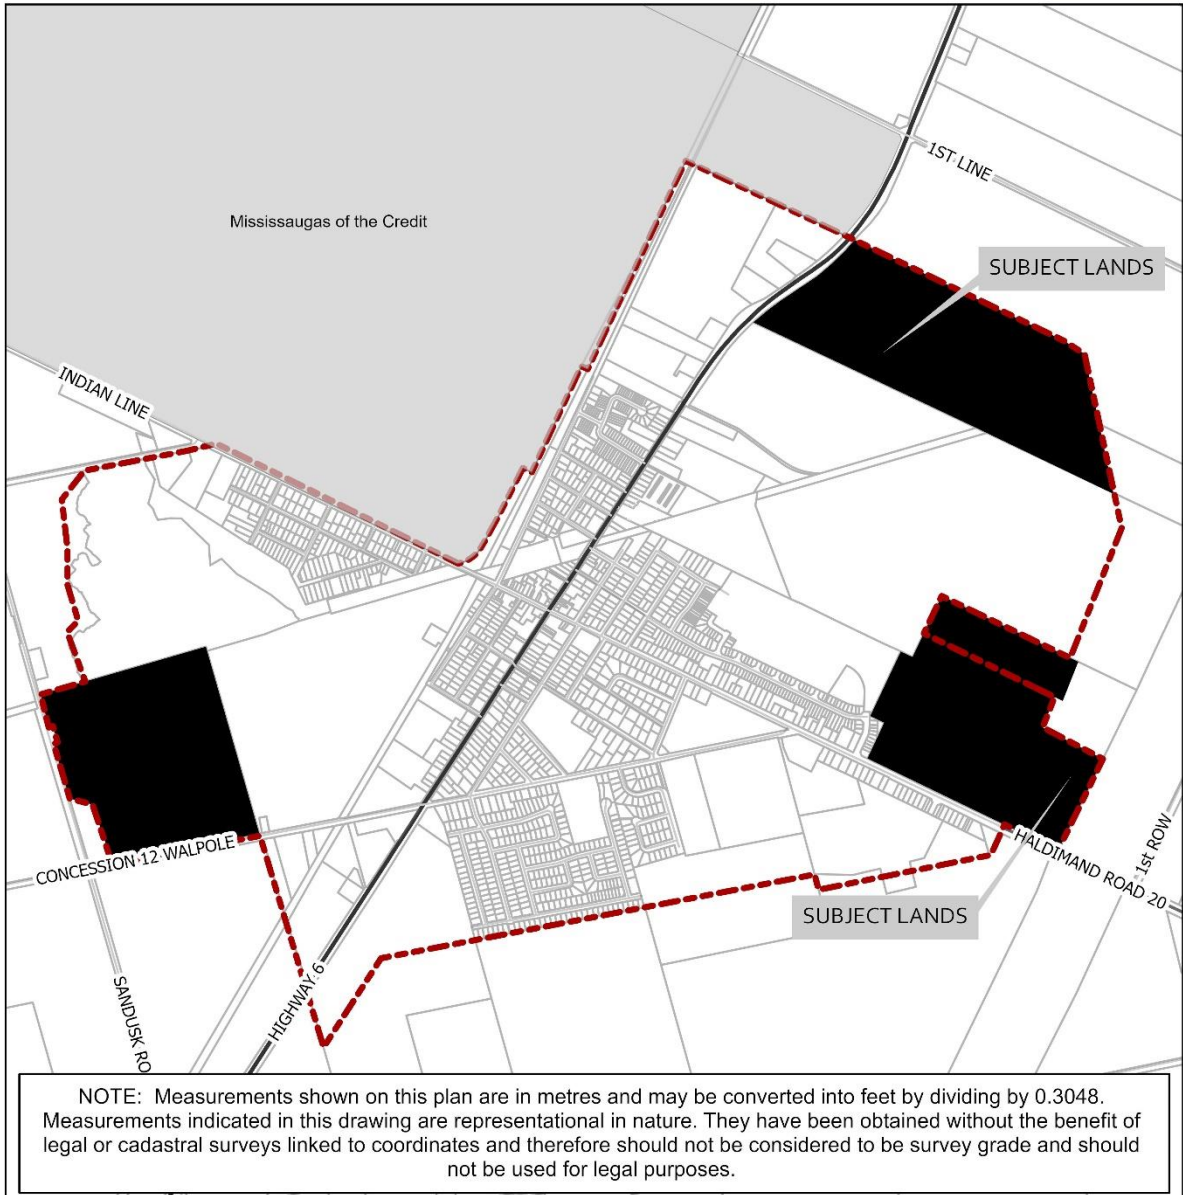 1ST LINE
Mississaugas of the Credit
SUBJECT LANDS
INDIAN LINE
CONCESSION 12 WALPOLE
1st ROW
HALDIMAND ROAD 20
SUBJECT LANDS
HIGHWAY 6
SANDUSK RO
NOTE: Measurements shown on this plan are in metres and may be converted into feet by dividing by 0.3048.
Measurements indicated in this drawing are representational in nature. They have been obtained without the benefit of
legal or cadastral surveys linked to coordinates and therefore should not be considered to be survey grade and should
not be used for legal purposes.